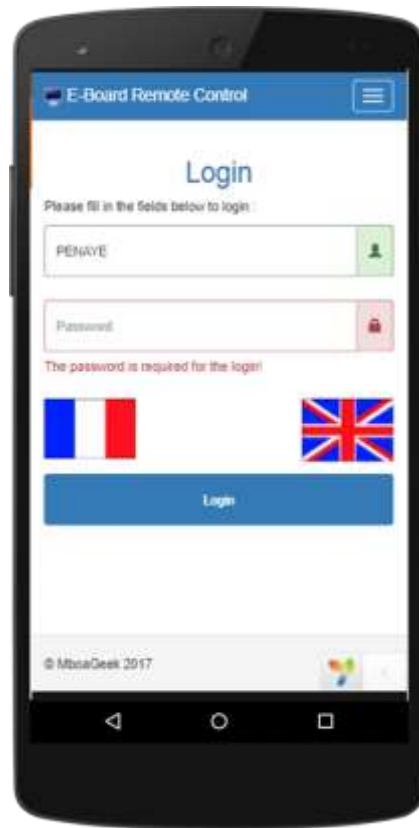 E-Board Remote Control
Login
Please fill in the fields below to login :
PENAYE
Password
The password is required for the login!
Login
© MboaGeek 2017